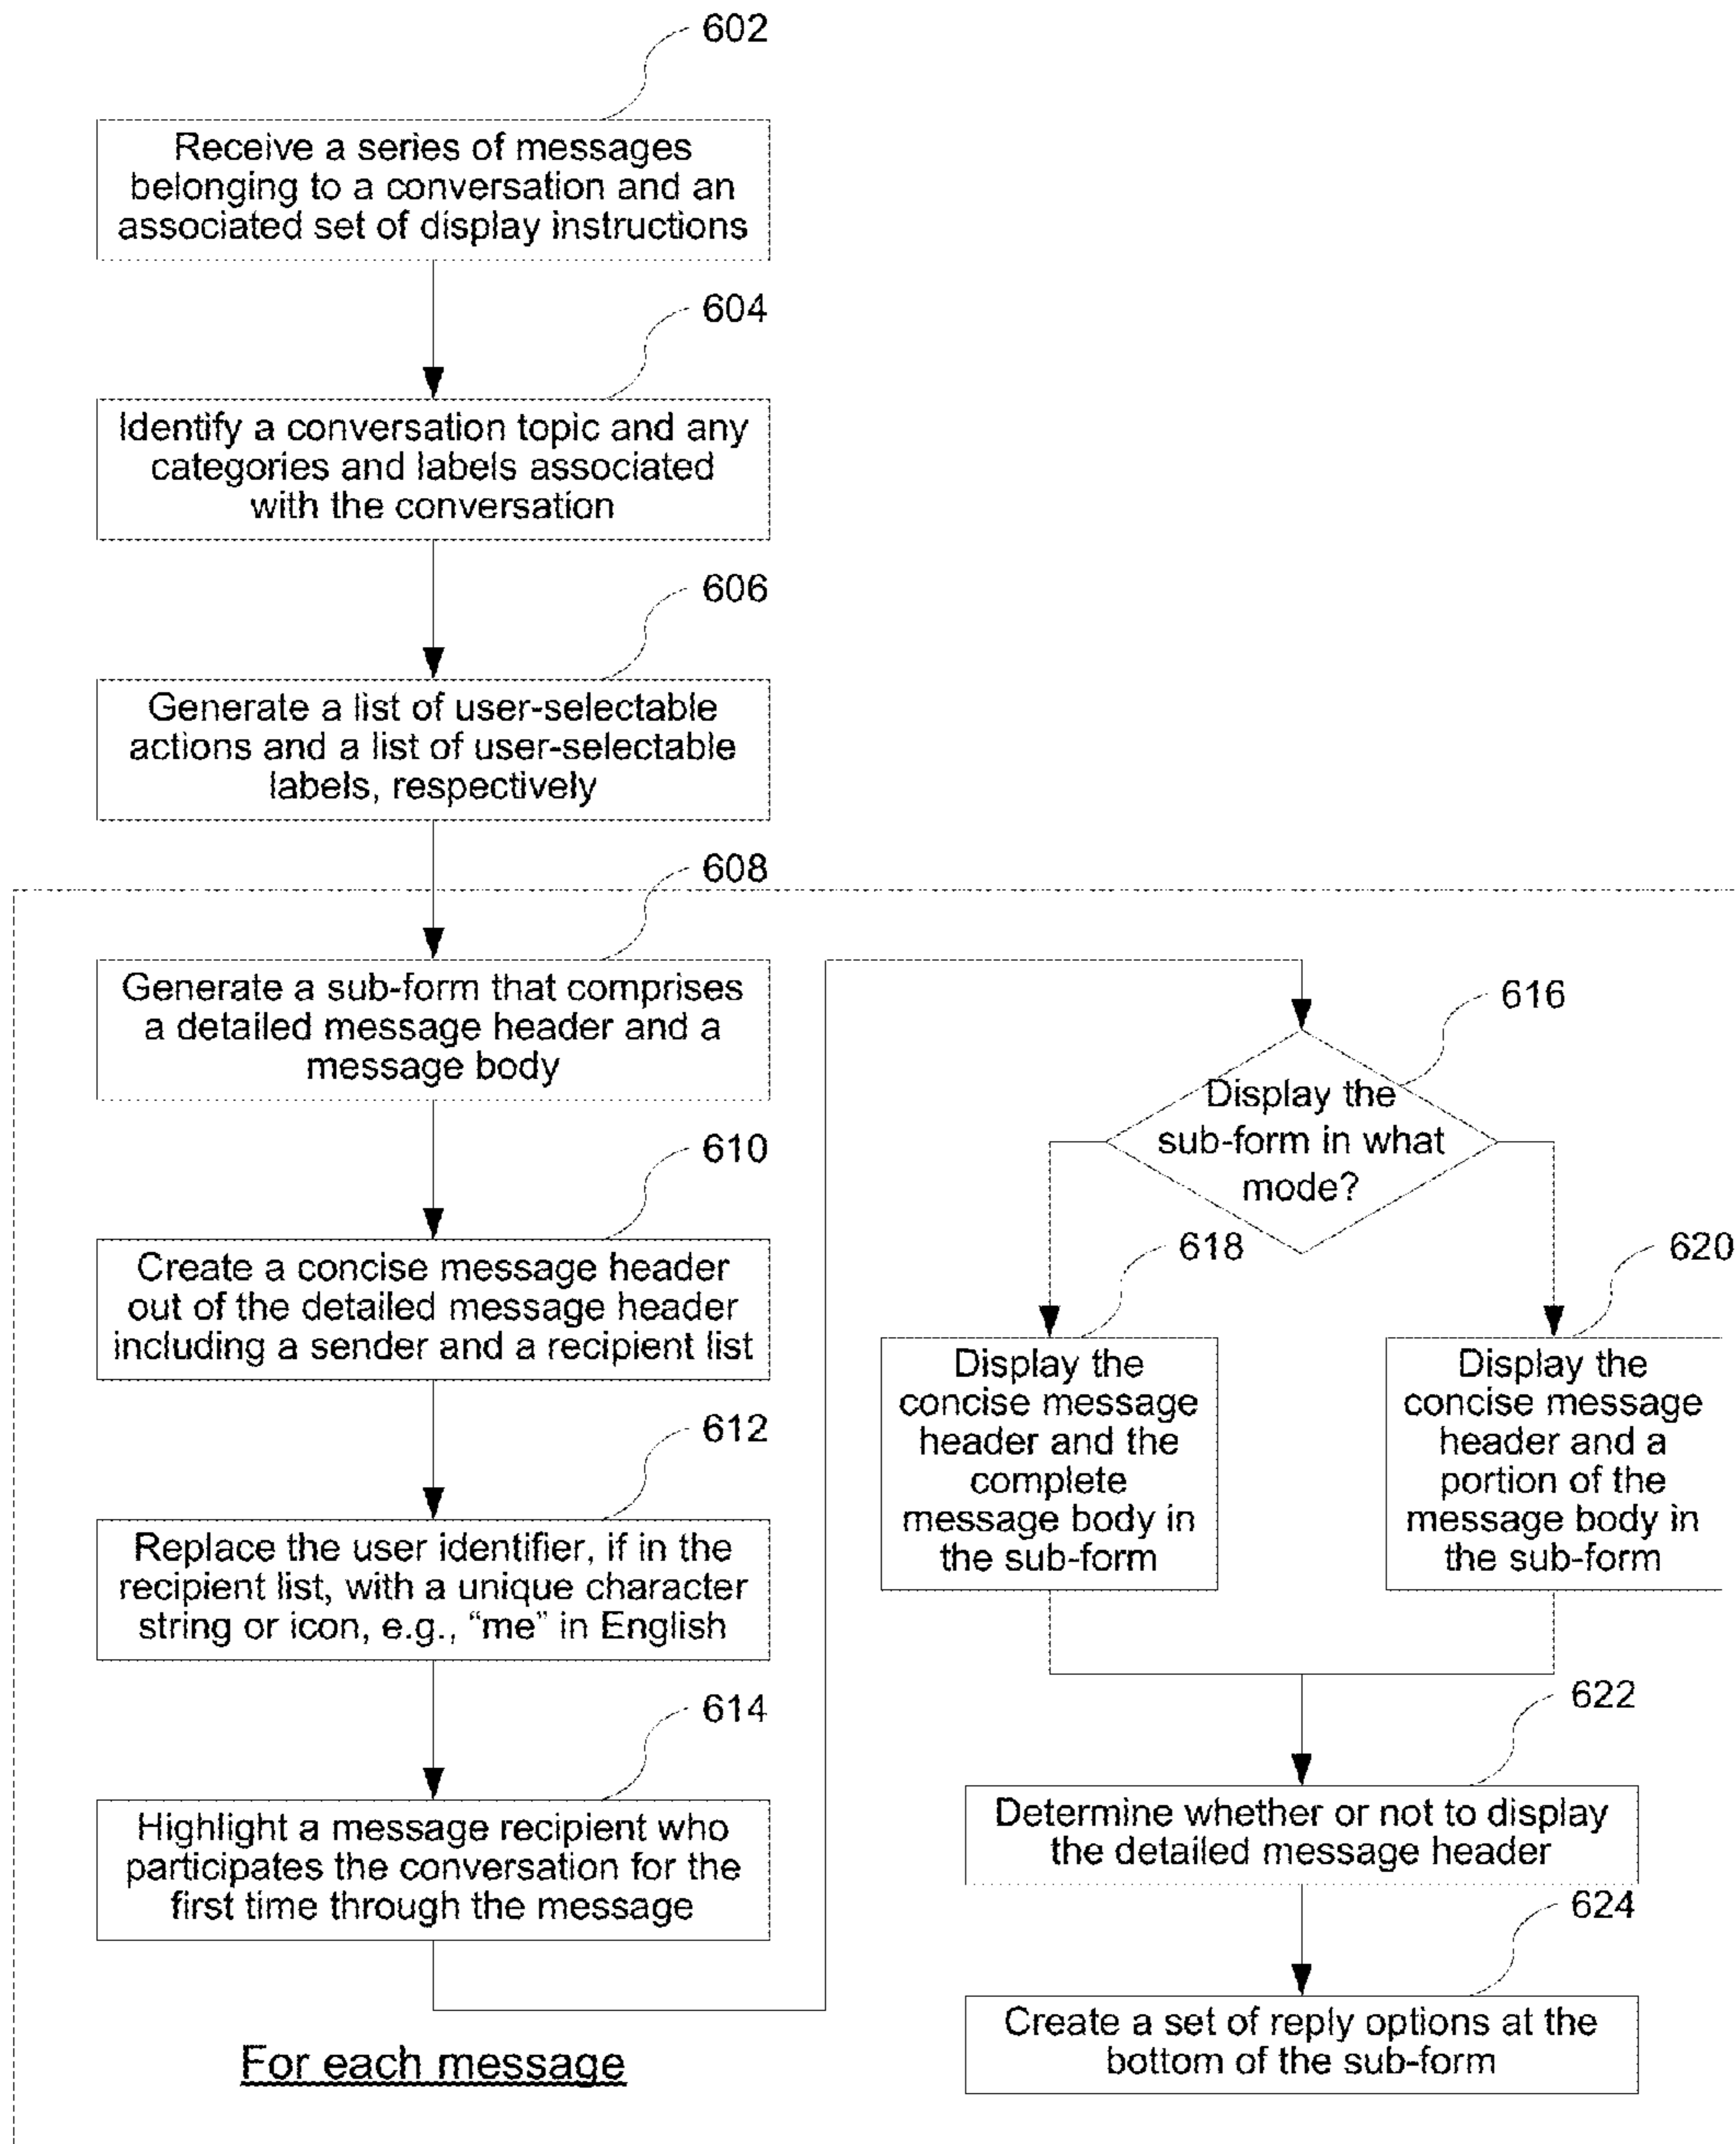 602
Receive a series of messages
belonging to a conversation and an
associated set of display instructions
604
Identify a conversation topic and any
categories and labels associated
with the conversation
606
Generate a list of user-selectable
actions and a list of user-selectable
labels, respectively
608
Generate a sub-form that comprises
a detailed message header and a
message body
610
Create a concise message header
out of the detailed message header
including a sender and a recipient list
612
Replace the user identifier, if in the
recipient list, with a unique character
string or icon, e.g., “me” in English
614
Highlight a message recipient who
participates the conversation for the
first time through the message
For each message
616
Display the
sub-form in what
mode?
618
Display the
concise message
header and the
complete
message body in
the sub-form
620
Display the
concise message
header and a
portion of the
message body in
the sub-form
622
Determine whether or not to display
the detailed message header
624
Create a set of reply options at the
bottom of the sub-form